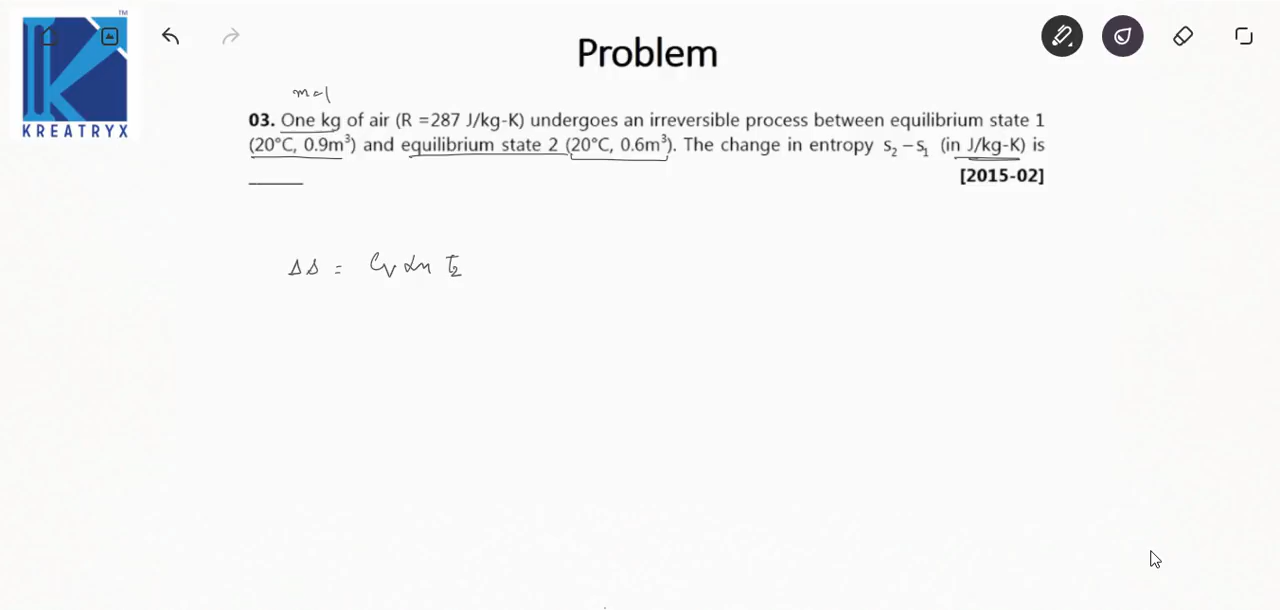 TM
KREATRYX
Problem
m=1
03. One kg of air (R =287 J/kg-K) undergoes an irreversible process between equilibrium state 1
(20°C, 0.9m³) and equilibrium state 2 (20°C, 0.6m³). The change in entropy s₂ – s₁ (in J/kg-K) is
______
[2015-02]
Δs = Cv ln T₂